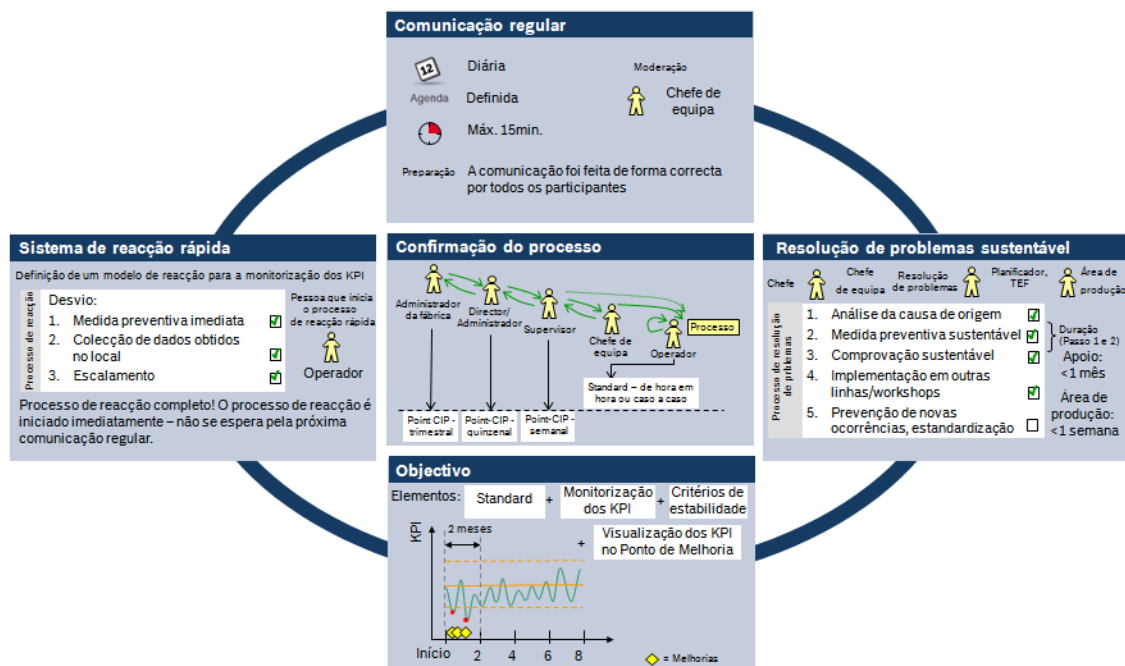 Comunicação regular
12
Diária
Moderação
Agenda
Definida
Chefe de
equipa
Máx. 15min.
Preparação
A comunicação foi feita de forma correcta
por todos os participantes
Sistema de reacção rápida
Definição de um modelo de reacção para a monitorização dos KPI
Processo de reacção
Desvio:
1. Medida preventiva imediata
2. Colecção de dados obtidos
no local
3. Escalamento
Pessoa que inicia
o processo
de reacção rápida
Operador
Processo de reacção completo! O processo de reacção é
iniciado imediatamente – não se espera pela próxima
comunicação regular.
Confirmação do processo
Administrador
da fábrica
Director/
Administrador
Supervisor
Chefe de
equipa
Operador
Processo
Standard – de hora em
hora ou caso a caso
Point CIP -
trimestral
Point-CIP -
quinzenal
Point-CIP
-semanal
Resolução de problemas sustentável
Chefe
Chefe
de equipa
Resolução
de problemas
Planificador,
TEF
Área de
produção
Processo de resolução
de prblemas
1. Análise da causa de origem
2. Medida preventiva sustentável
3. Comprovação sustentável
4. Implementação em outras
linhas/workshops
5. Prevenção de novas
ocorrências, estandardização
Duração
(Passo 1 e 2)
Apoio:
<1 mês
Área de
produção:
<1 semana
Objectivo
Elementos:
Standard
+
Monitorização
dos KPI
+
Critérios de
estabilidade
+
Visualização dos KPI
no Ponto de Melhoria
KPI
2 meses
Início 2 4 6 8
= Melhorias